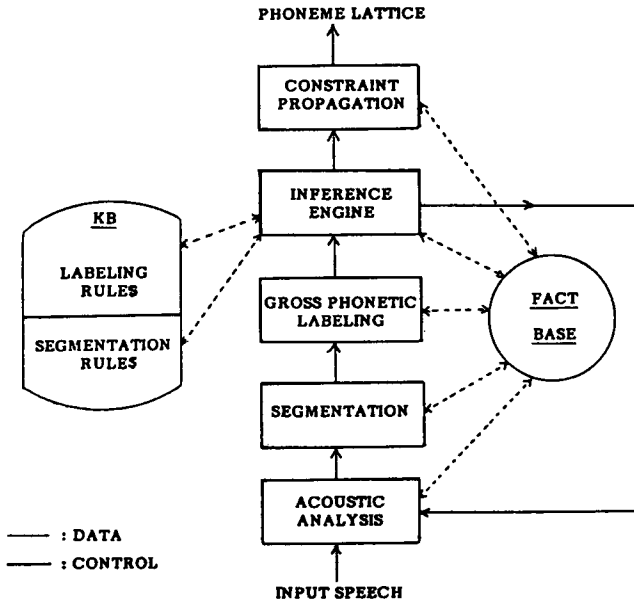 PHONEME LATTICE
CONSTRAINT
PROPAGATION
INFERENCE
ENGINE
KB
LABELING
RULES
SEGMENTATION
RULES
GROSS PHONETIC
LABELING
FACT
BASE
SEGMENTATION
ACOUSTIC
ANALYSIS
: DATA
: CONTROL
INPUT SPEECH